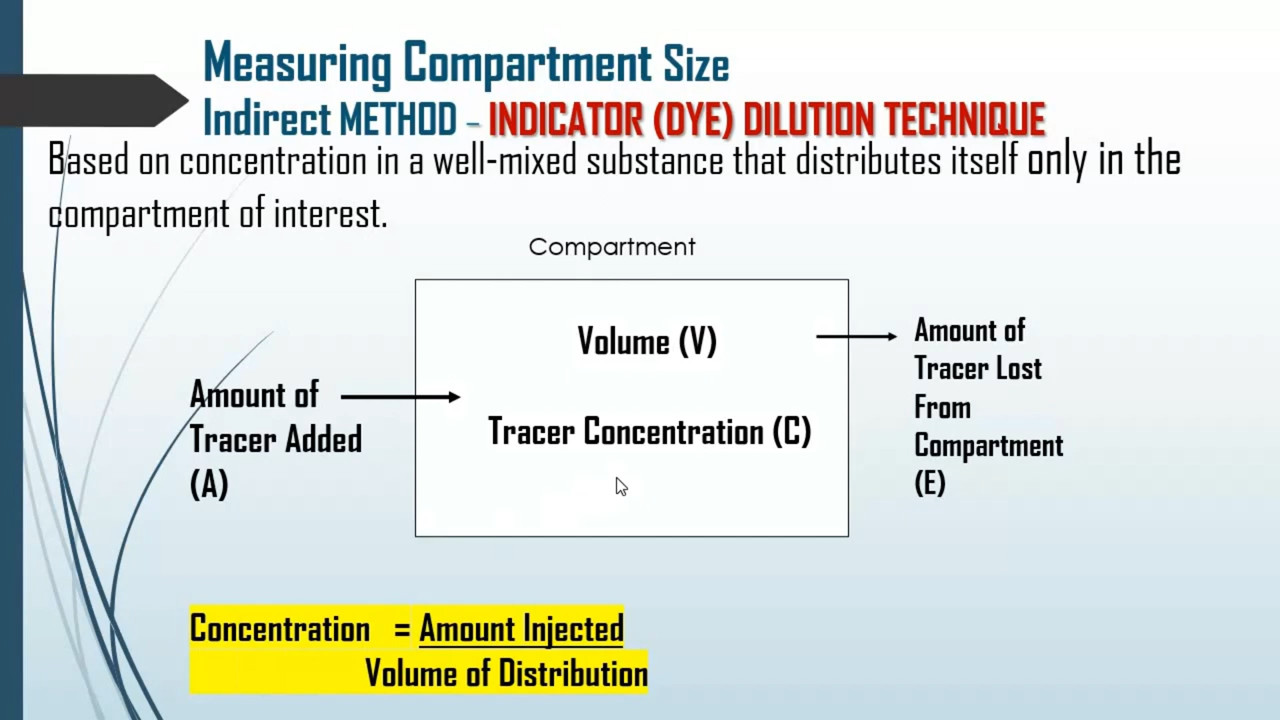 Measuring Compartment Size
Indirect METHOD – INDICATOR (DYE) DILUTION TECHNIQUE
Based on concentration in a well-mixed substance that distributes itself only in the
compartment of interest.
Compartment
Volume (V)
Tracer Concentration (C)
Amount of
Tracer Added
(A)
Amount of
Tracer Lost
From
Compartment
(E)
Concentration = Amount Injected
Volume of Distribution